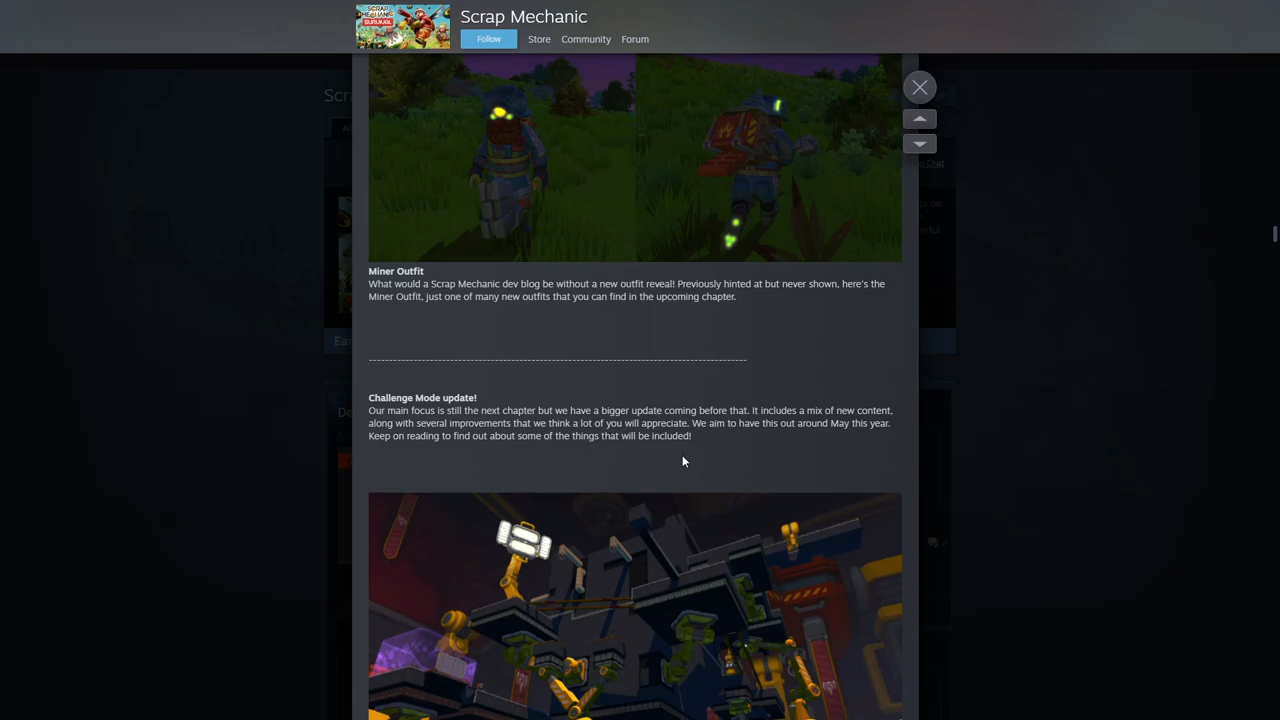 SCRAP MECHANIC SURVIVAL
Scrap Mechanic
Follow Store Community Forum
Chat
Miner Outfit
What would a Scrap Mechanic dev blog be without a new outfit reveal! Previously hinted at but never shown, here's the
Miner Outfit, just one of many new outfits that you can find in the upcoming chapter.
------------------------------------------------------------------------------------------------
Challenge Mode update!
Our main focus is still the next chapter but we have a bigger update coming before that. It includes a mix of new content,
along with several improvements that we think a lot of you will appreciate. We aim to have this out around May this year.
Keep on reading to find out about some of the things that will be included!